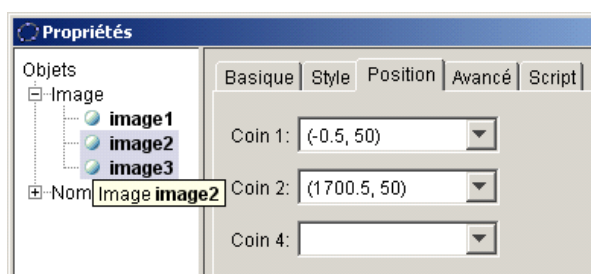 Propriétés
Objets
Image
image1
image2
image3
Nom
Image image2
Basique Style Position Avancé Script
Coin 1: (-0.5, 50)
Coin 2: (1700.5, 50)
Coin 4: